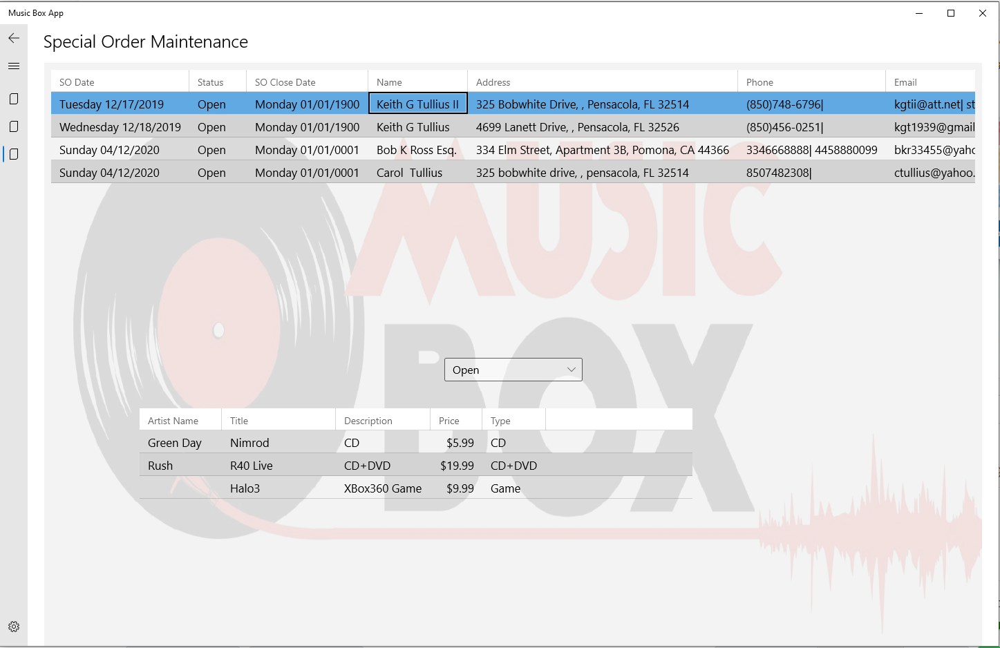 Music Box App
Special Order Maintenance
SO Date Status SO Close Date Name Address Phone Email
Tuesday 12/17/2019 Open Monday 01/01/1900 Keith G Tullius II 325 Bobwhite Drive, , Pensacola, FL 32514 (850)748-6796| kgtii@att.net| st
Wednesday 12/18/2019 Open Monday 01/01/1900 Keith G Tullius 4699 Lanett Drive, , Pensacola, FL 32526 (850)456-0251| kgt1939@gmail
Sunday 04/12/2020 Open Monday 01/01/0001 Bob K Ross Esq. 334 Elm Street, Apartment 3B, Pomona, CA 44366 3346668888| 4458880099 bkr33455@yahc
Sunday 04/12/2020 Open Monday 01/01/0001 Carol  Tullius 325 bobwhite drive, , pensacola, FL 32514 8507482308| ctullius@yahoo.
MUSIC
BOX
Open
Artist Name Title Description Price Type
Green Day Nimrod CD $5.99 CD
Rush R40 Live CD+DVD $19.99 CD+DVD
Halo3 XBox360 Game $9.99 Game